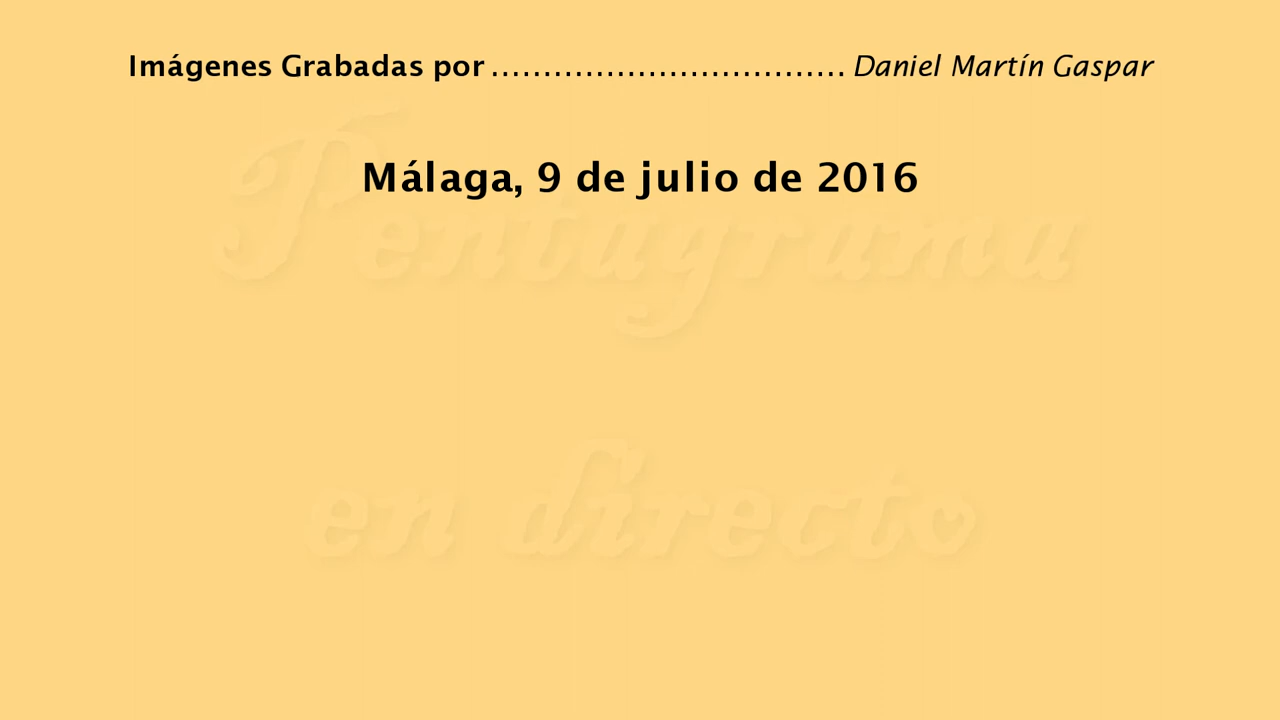 Imágenes Grabadas por .................................. Daniel Martín Gaspar
Málaga, 9 de julio de 2016
Pentagrama
en directo